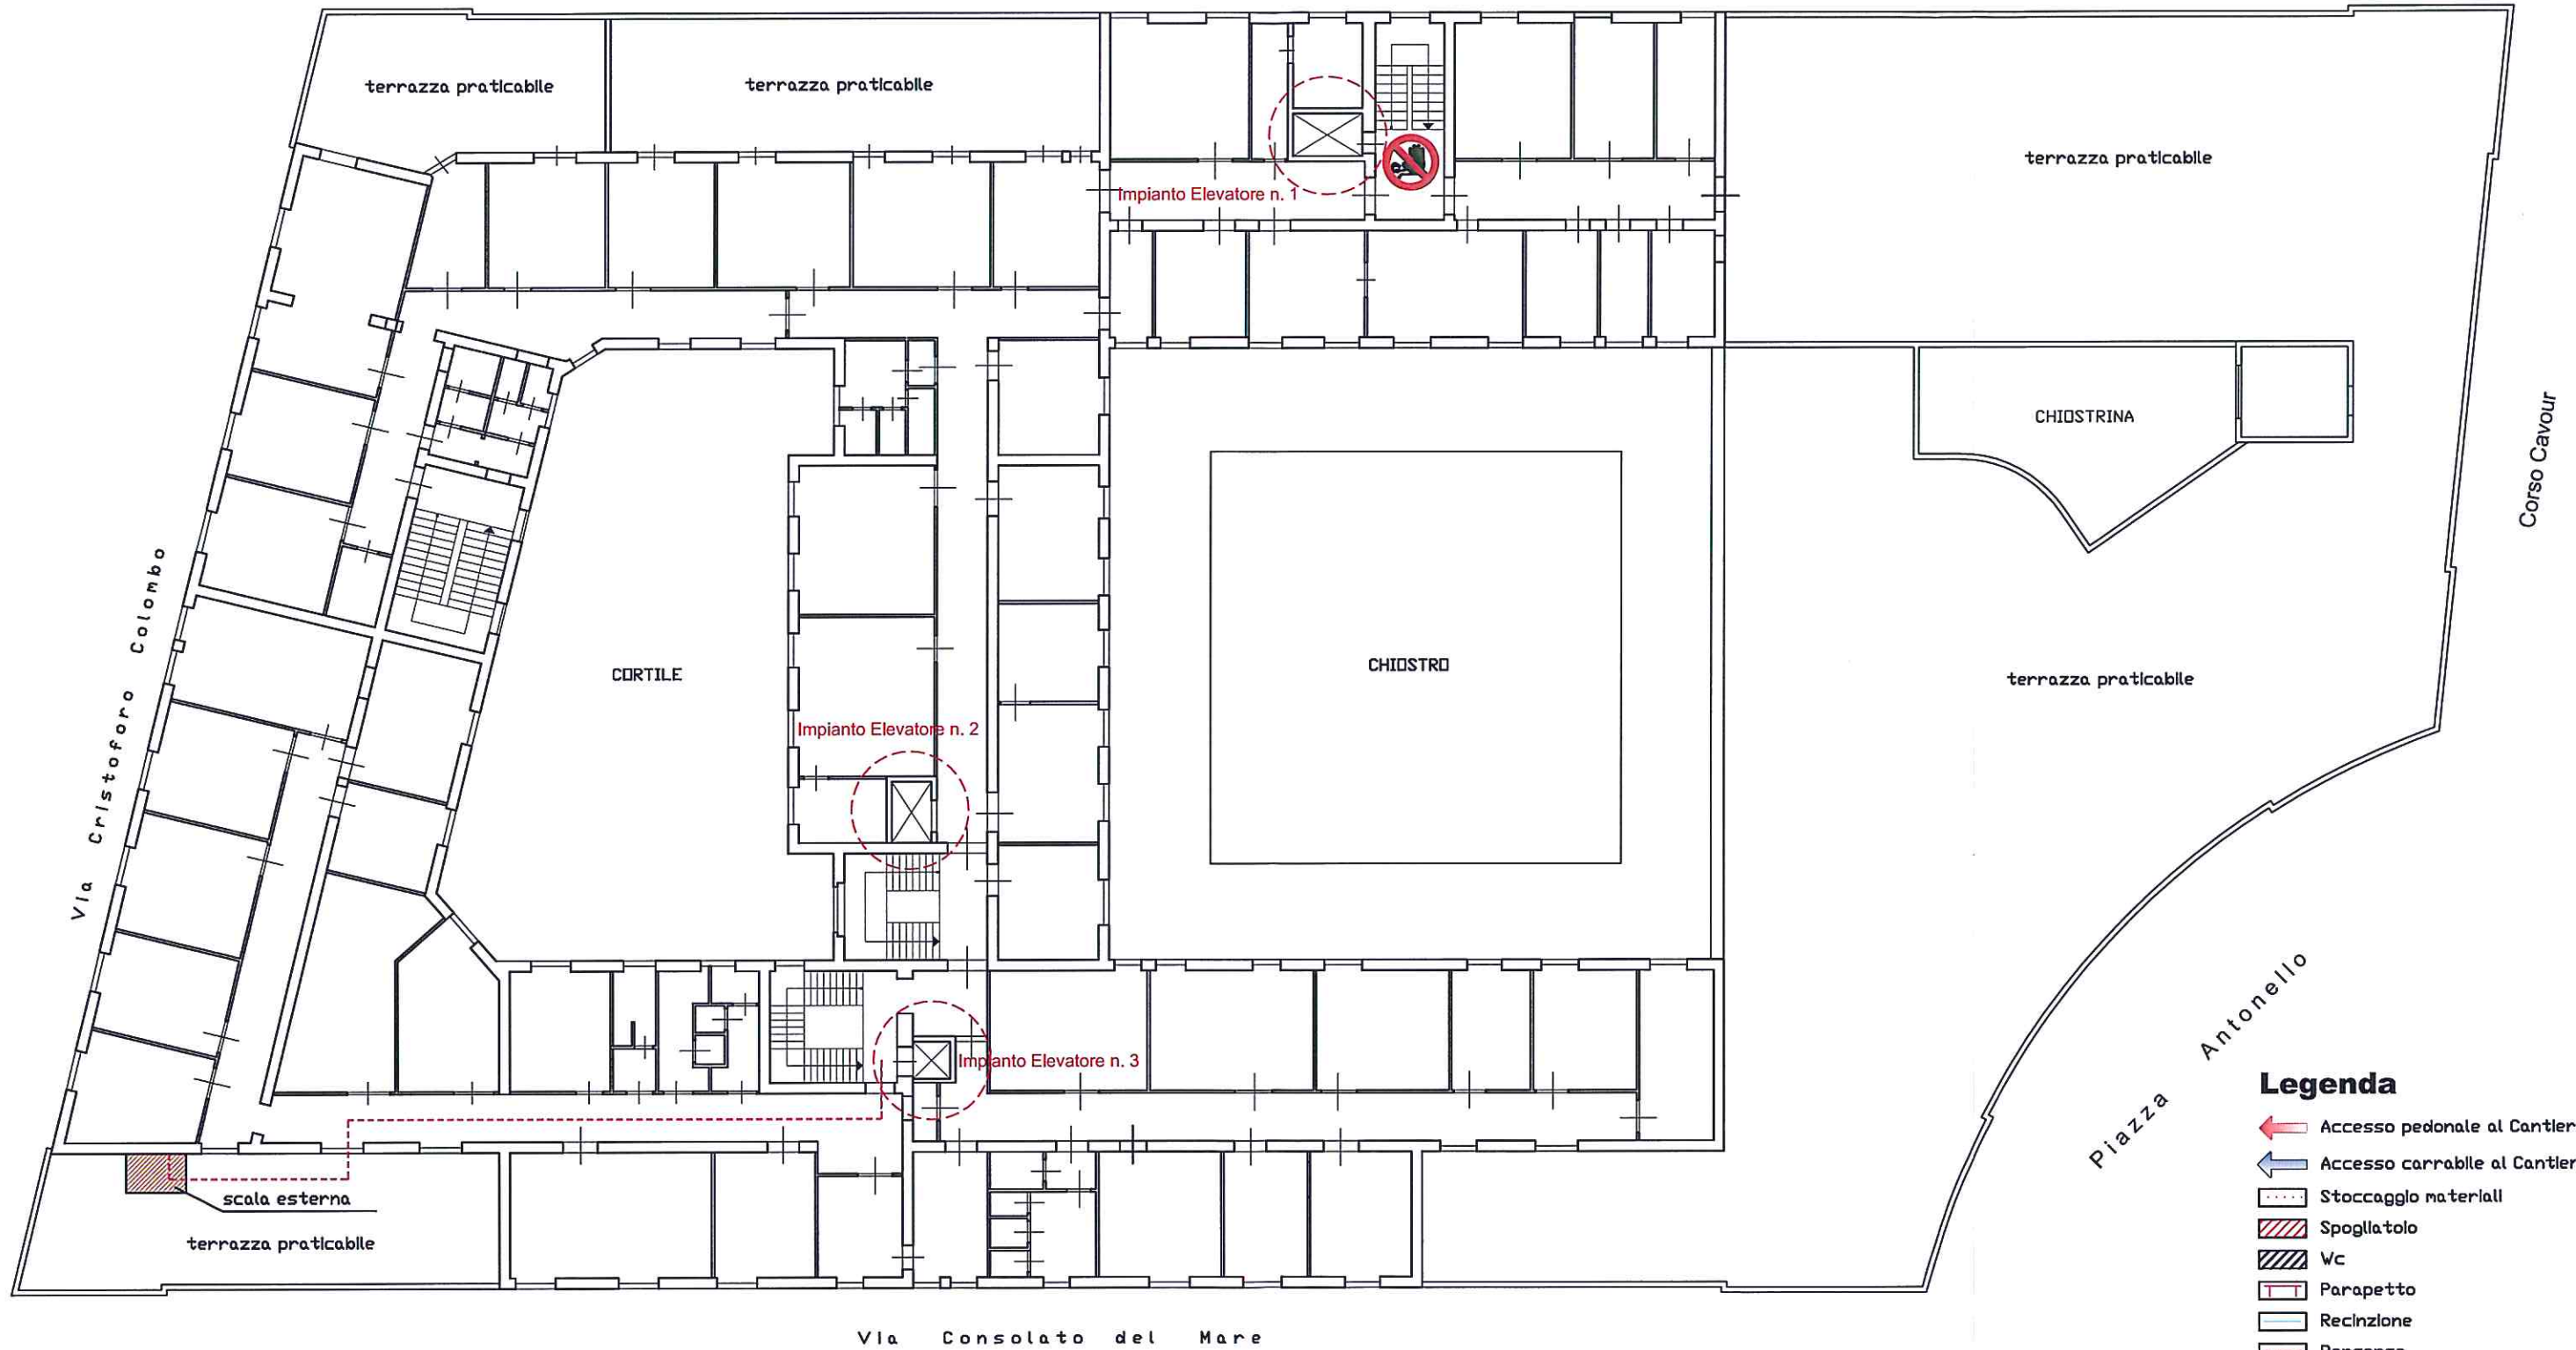 terrazza praticabile
terrazza praticabile
terrazza praticabile
Impianto Elevatore n. 1
CHIOSTRINA
Corso Cavour
Via Cristoforo Colombo
CORTILE
CHIOSTRO
terrazza praticabile
Impianto Elevatore n. 2
Impianto Elevatore n. 3
Piazza Antonello
scala esterna
terrazza praticabile
Via Consolato del Mare
Legenda
Accesso pedonale al Cantier
Accesso carrabile al Cantier
Stoccaggio materiali
Spogliatoio
Wc
Parapetto
Recinzione